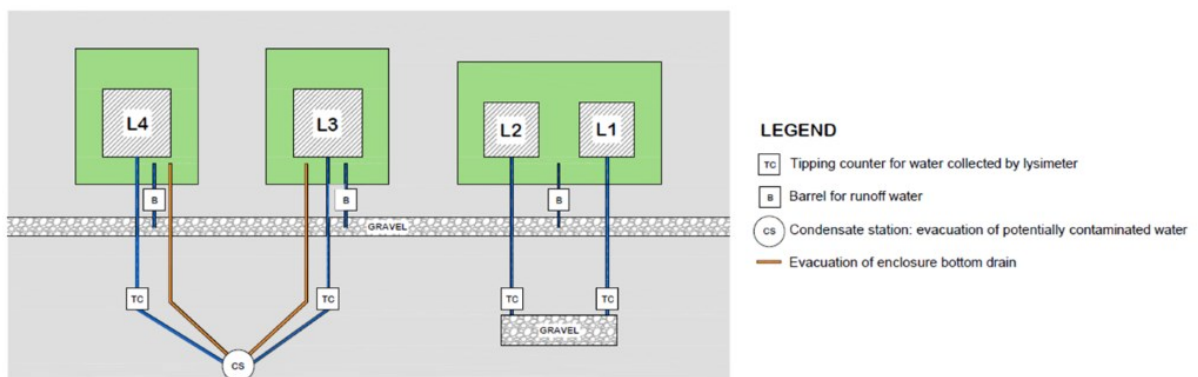 L4
L3
L2
L1
B
B
B
GRAVEL
TC
TC
TC
TC
GRAVEL
CS
LEGEND
TC Tipping counter for water collected by lysimeter
B Barrel for runoff water
CS Condensate station: evacuation of potentially contaminated water
Evacuation of enclosure bottom drain